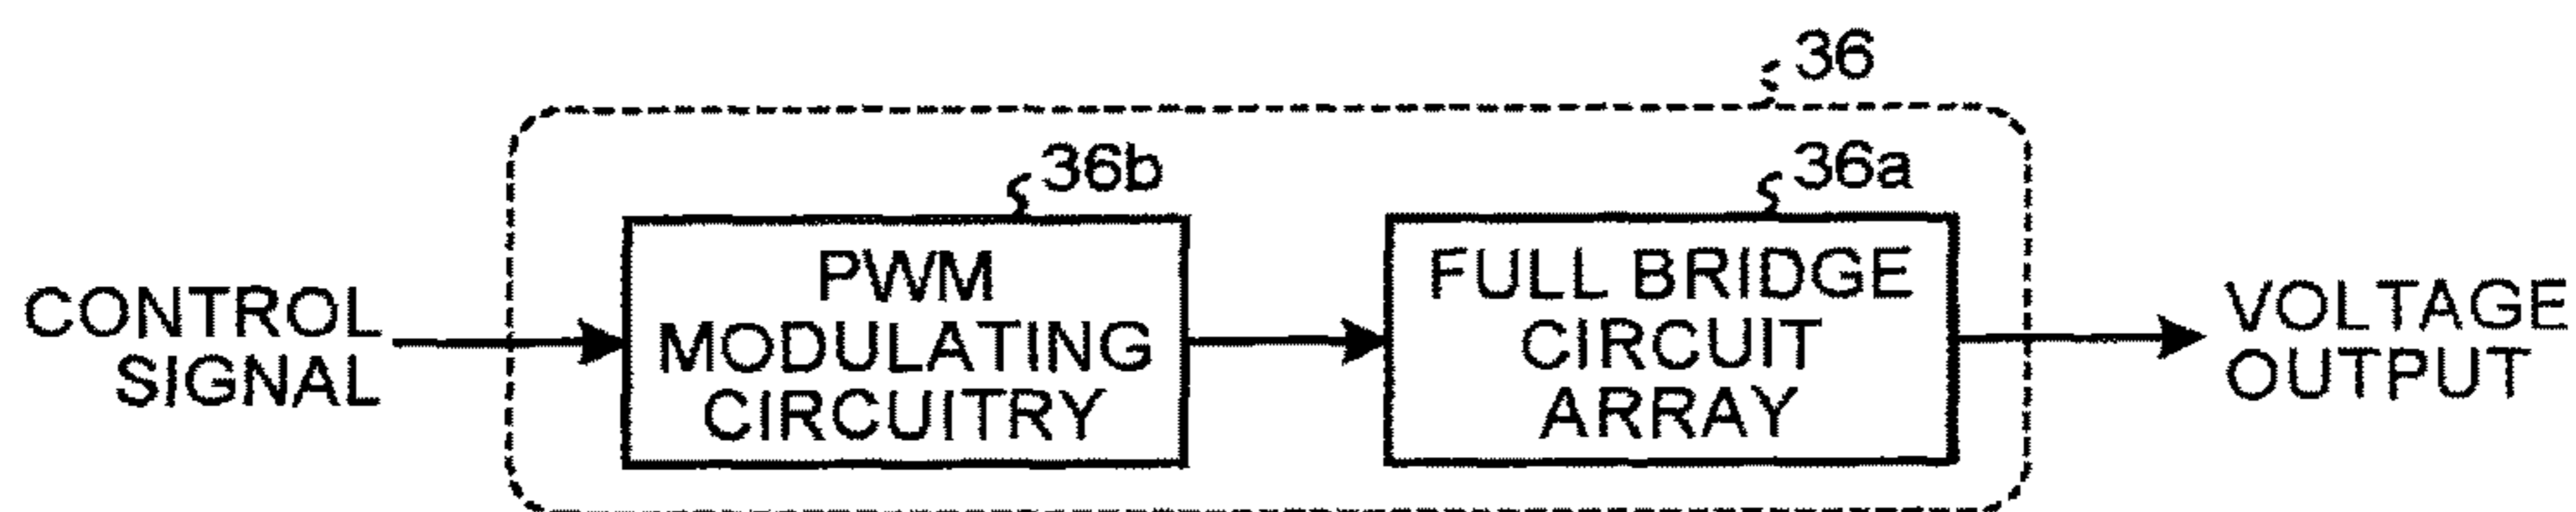 36
36b
36a
CONTROL
SIGNAL
PWM
MODULATING
CIRCUITRY
FULL BRIDGE
CIRCUIT
ARRAY
VOLTAGE
OUTPUT